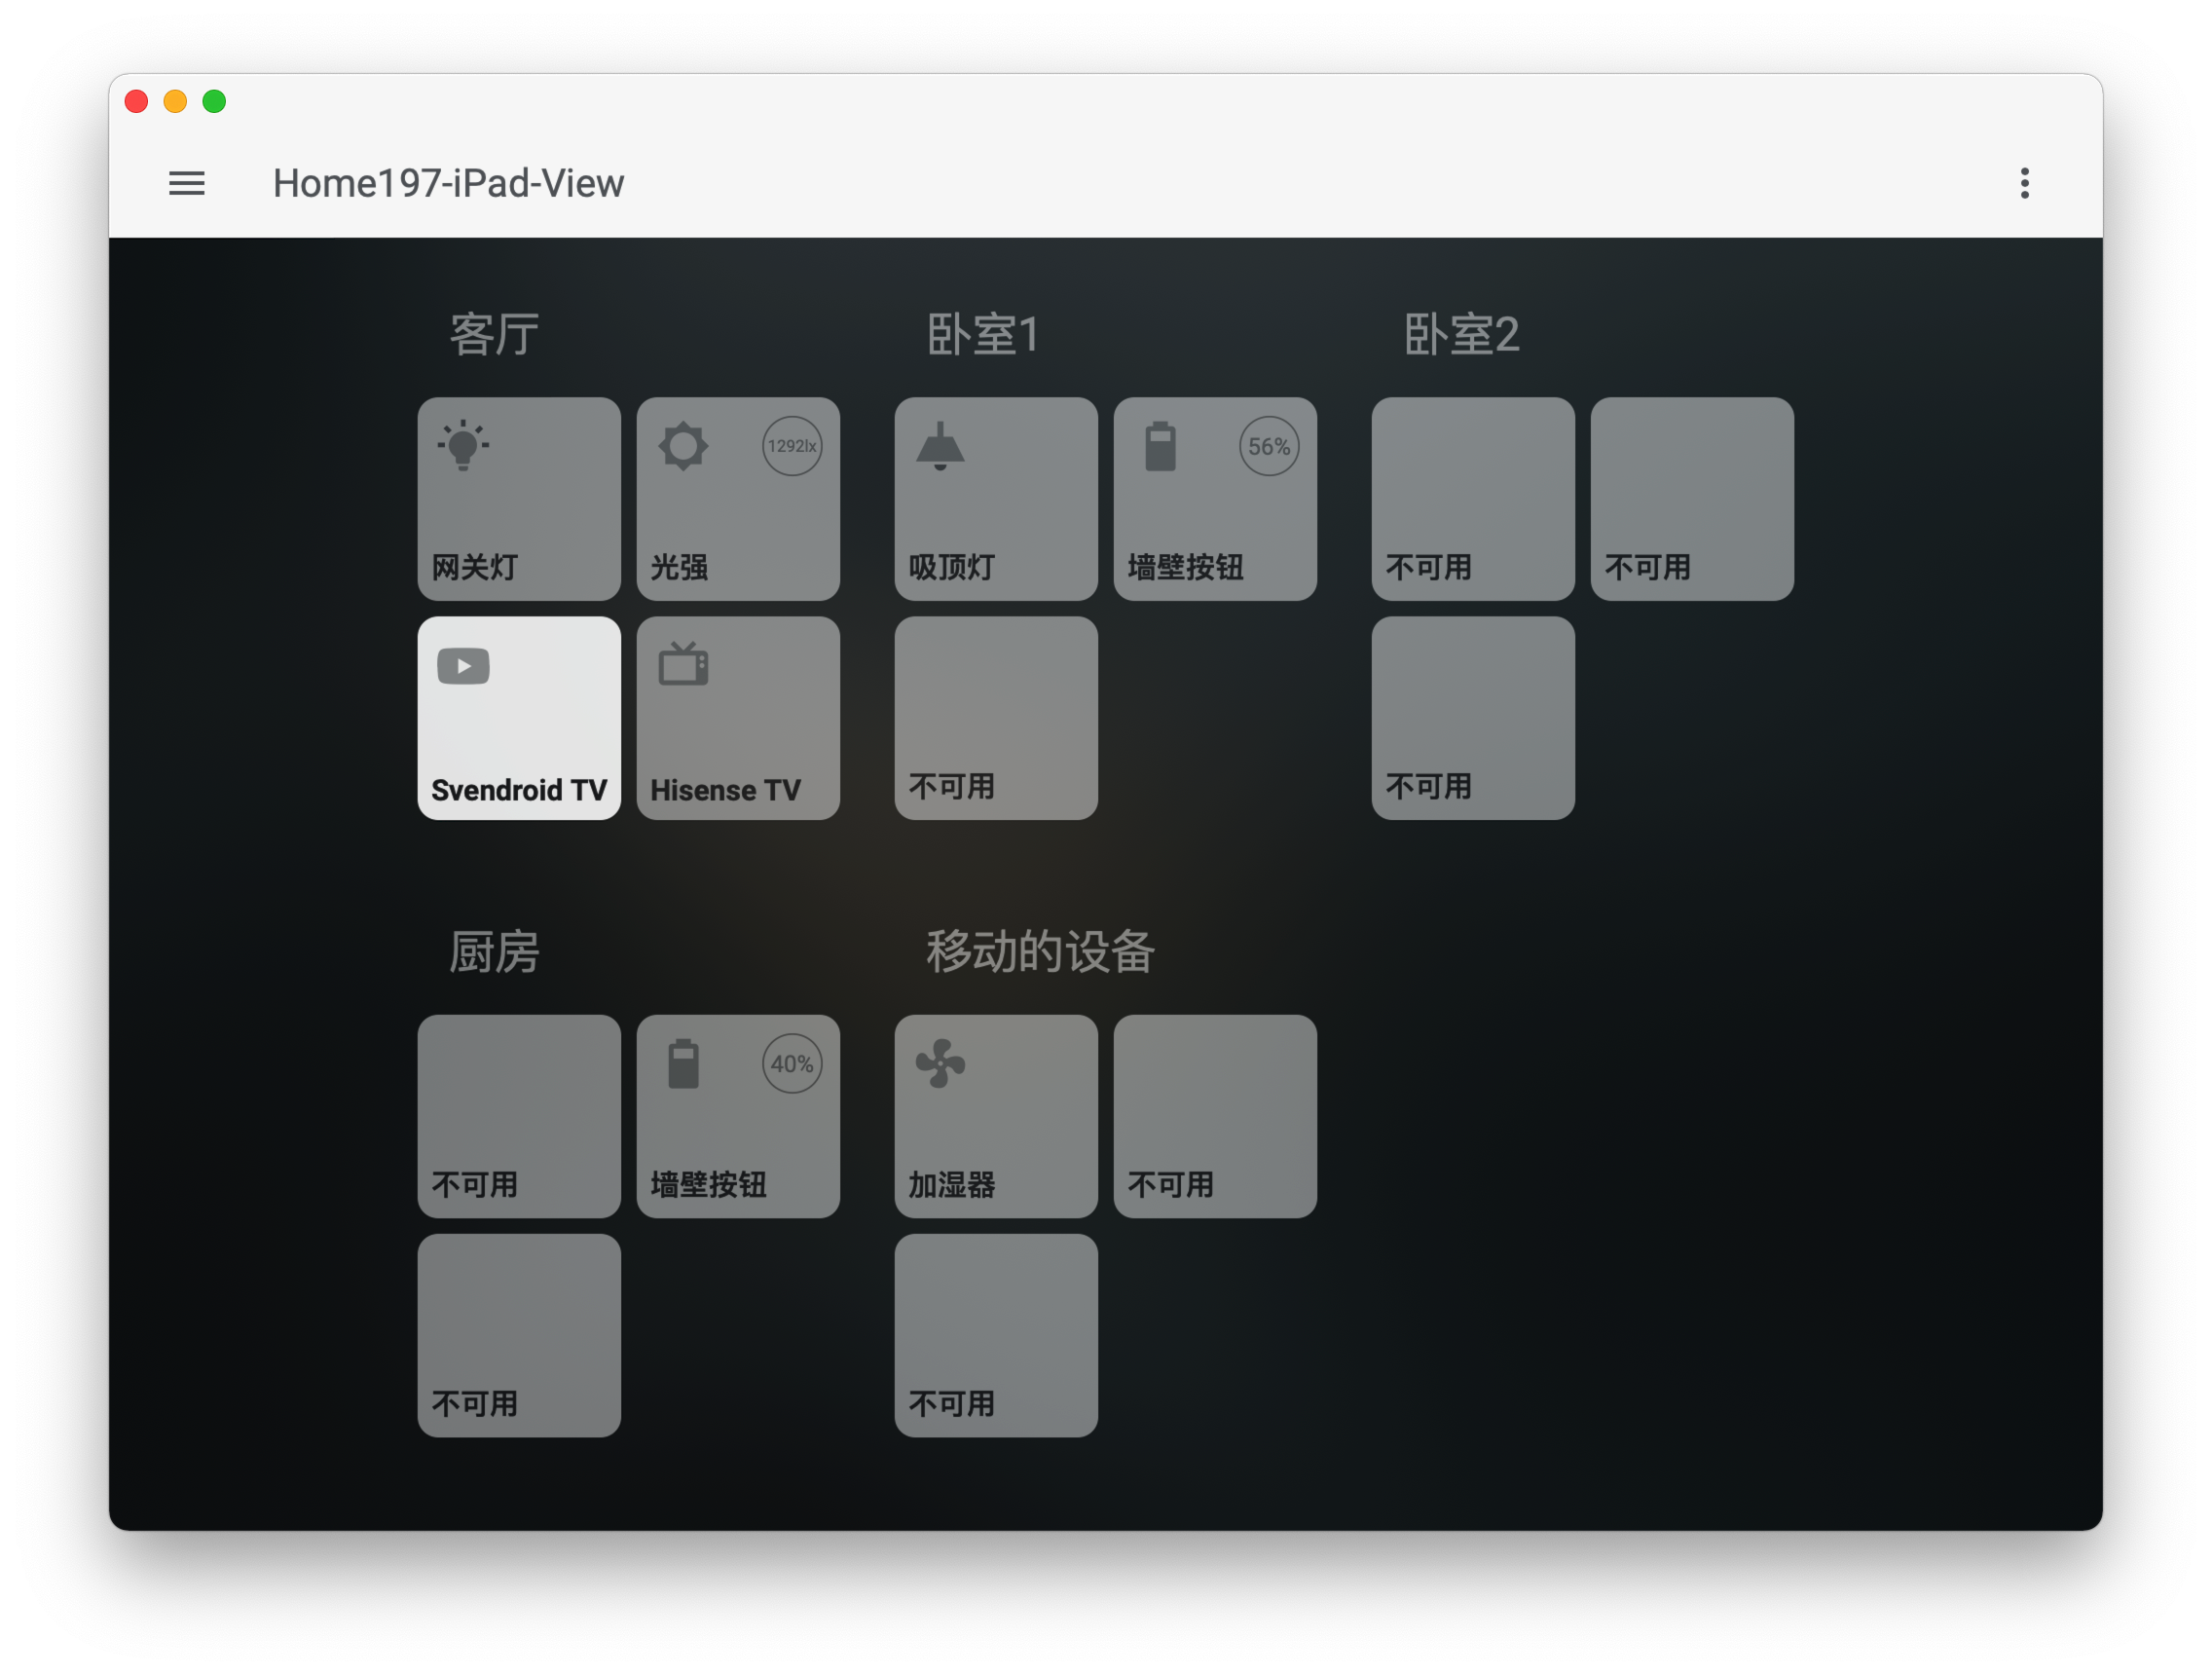 Home197-iPad-View
客厅
卧室1
卧室2
1292lx
56%
网关灯
光强
吸顶灯
墙壁按钮
不可用
不可用
Svendroid TV
Hisense TV
不可用
不可用
厨房
移动的设备
40%
不可用
墙壁按钮
加湿器
不可用
不可用
不可用